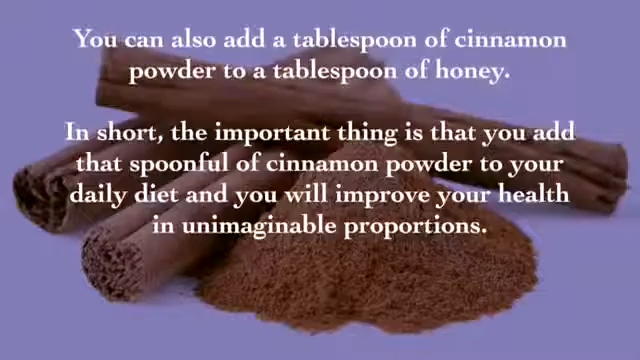 You can also add a tablespoon of cinnamon
powder to a tablespoon of honey.
In short, the important thing is that you add
that spoonful of cinnamon powder to your
daily diet and you will improve your health
in unimaginable proportions.